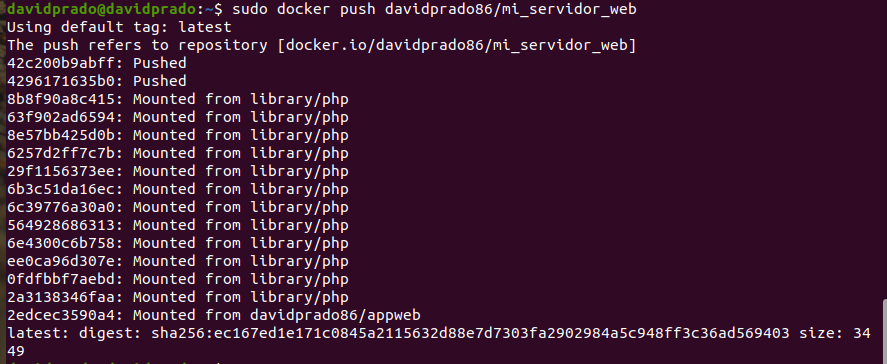 davidprado@davidprado:~$ sudo docker push davidprado86/mi_servidor_web
Using default tag: latest
The push refers to repository [docker.io/davidprado86/mi_servidor_web]
42c200b9abff: Pushed
4296171635b0: Pushed
8b8f90a8c415: Mounted from library/php
63f902ad6594: Mounted from library/php
8e57bb425d0b: Mounted from library/php
6257d2ff7c7b: Mounted from library/php
29f1156373ee: Mounted from library/php
6b3c51da16ec: Mounted from library/php
6c39776a30a0: Mounted from library/php
564928686313: Mounted from library/php
6e4300c6b758: Mounted from library/php
ee0ca96d307e: Mounted from library/php
0fdfbbf7aebd: Mounted from library/php
2a3138346faa: Mounted from library/php
2edcec3590a4: Mounted from davidprado86/appweb
latest: digest: sha256:ec167ed1e171c0845a2115632d88e7d7303fa2902984a5c948ff3c36ad569403 size: 34
49